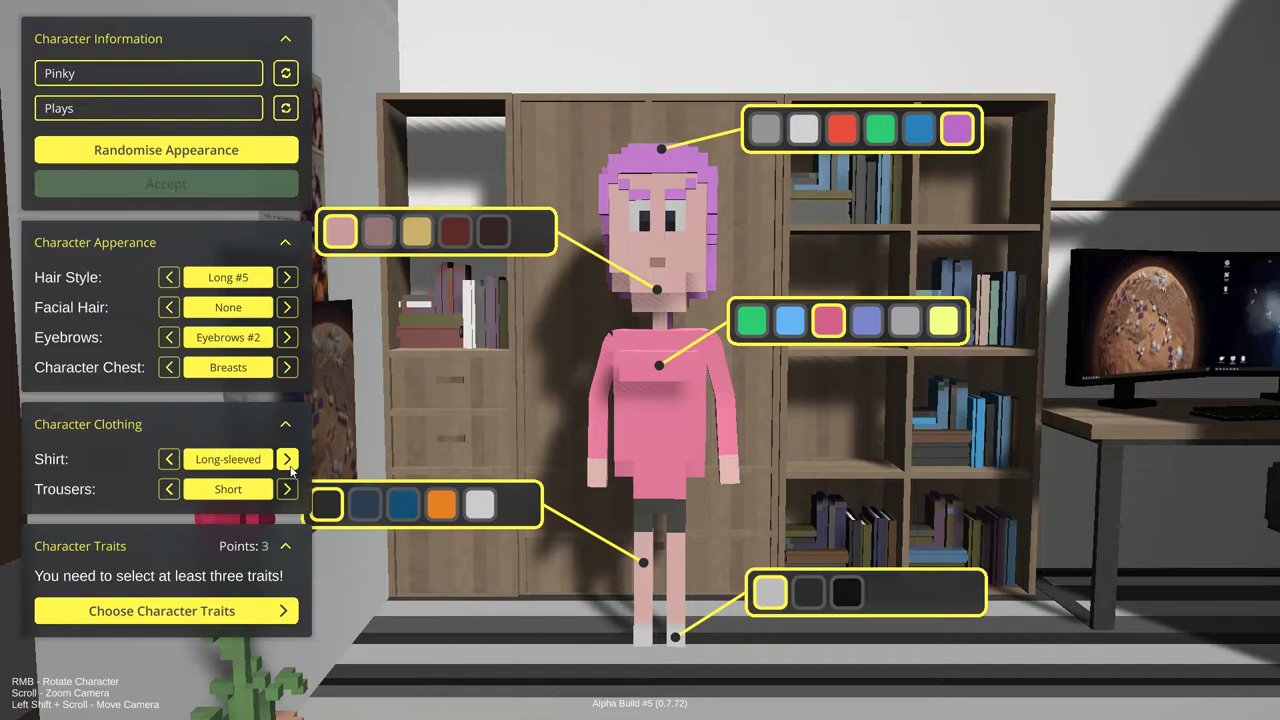 Character Information
Pinky
Plays
Randomise Appearance
Accept
Character Apperance
Hair Style: Long #5
Facial Hair: None
Eyebrows: Eyebrows #2
Character Chest: Breasts
Character Clothing
Shirt: Long-sleeved
Trousers: Short
Character Traits Points: 3
You need to select at least three traits!
Choose Character Traits
RMB - Rotate Character
Scroll - Zoom Camera
Left Shift + Scroll - Move Camera
Alpha Build #5 (0.7.72)